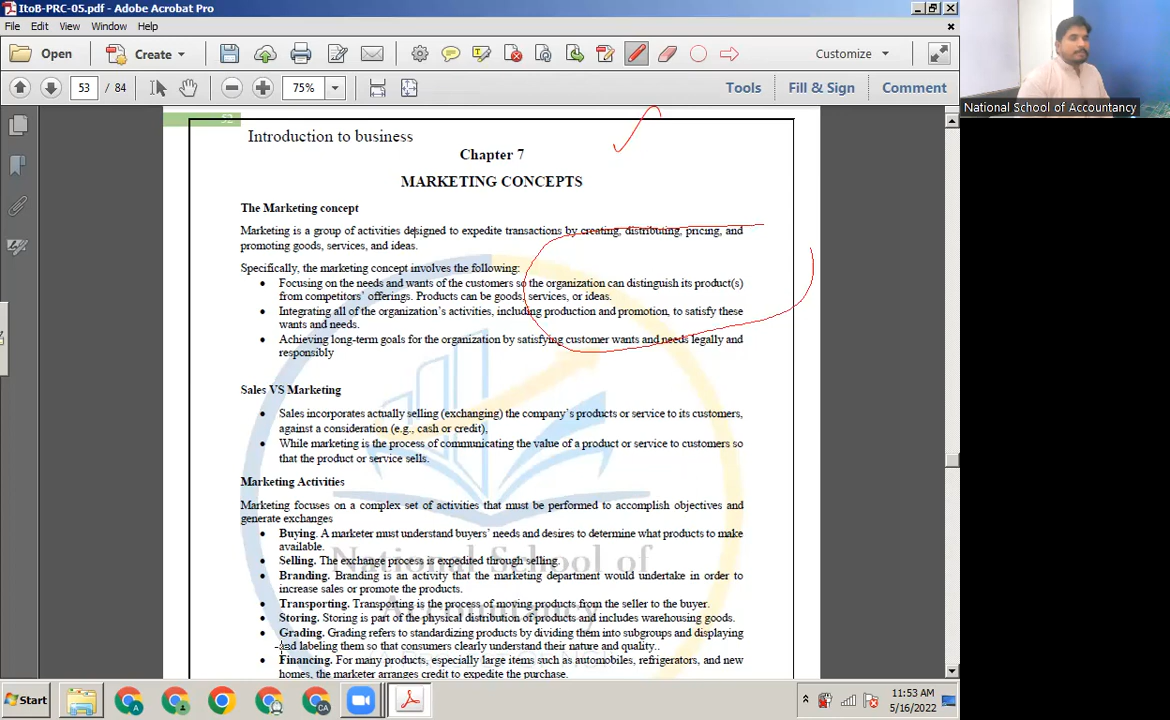 ItoB-PRC-05.pdf - Adobe Acrobat Pro
File Edit View Window Help
Open Create Customize
53 / 84 75% Tools Fill & Sign Comment
National School of Accountancy
52
Introduction to business
Chapter 7
MARKETING CONCEPTS
The Marketing concept
Marketing is a group of activities designed to expedite transactions by creating, distributing, pricing, and
promoting goods, services, and ideas.
Specifically, the marketing concept involves the following:
• Focusing on the needs and wants of the customers so the organization can distinguish its product(s)
from competitors' offerings. Products can be goods, services, or ideas.
• Integrating all of the organization's activities, including production and promotion, to satisfy these
wants and needs.
• Achieving long-term goals for the organization by satisfying customer wants and needs legally and
responsibly
Sales VS Marketing
• Sales incorporates actually selling (exchanging) the company's products or service to its customers,
against a consideration (e.g., cash or credit),
• While marketing is the process of communicating the value of a product or service to customers so
that the product or service sells.
Marketing Activities
Marketing focuses on a complex set of activities that must be performed to accomplish objectives and
generate exchanges
• Buying. A marketer must understand buyers' needs and desires to determine what products to make
available.
• Selling. The exchange process is expedited through selling.
• Branding. Branding is an activity that the marketing department would undertake in order to
increase sales or promote the products.
• Transporting. Transporting is the process of moving products from the seller to the buyer.
• Storing. Storing is part of the physical distribution of products and includes warehousing goods.
• Grading. Grading refers to standardizing products by dividing them into subgroups and displaying
and labeling them so that consumers clearly understand their nature and quality..
• Financing. For many products, especially large items such as automobiles, refrigerators, and new
homes, the marketer arranges credit to expedite the purchase.
National School of
Accountancy
Start
11:53 AM
5/16/2022